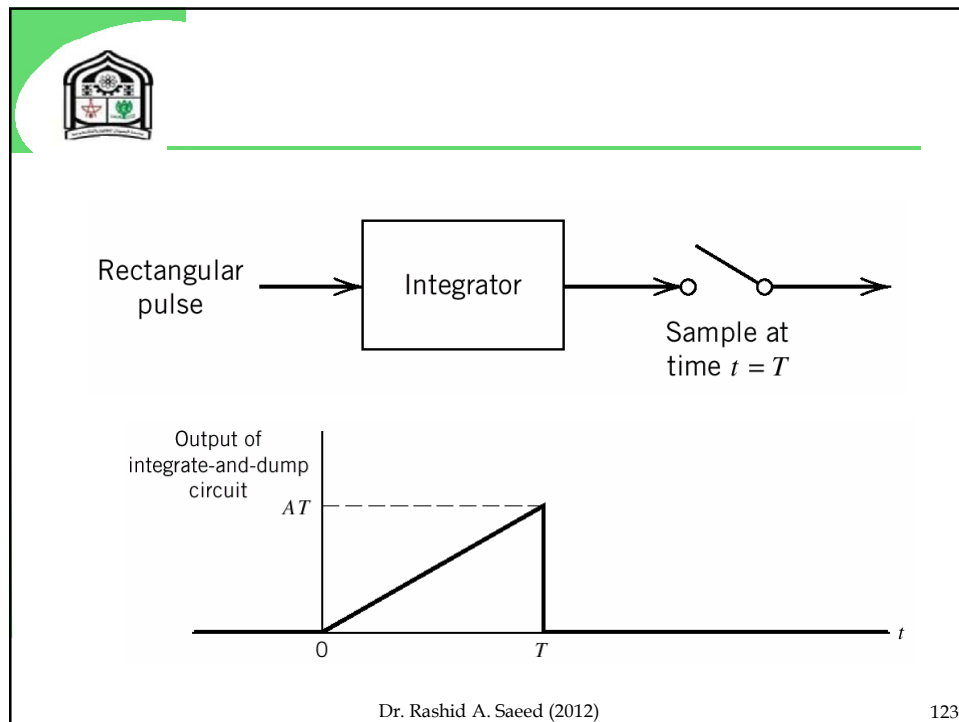 Rectangular
pulse
Integrator
Sample at
time t = T
Output of
integrate-and-dump
circuit
AT
0
T
t
Dr. Rashid A. Saeed (2012)
123